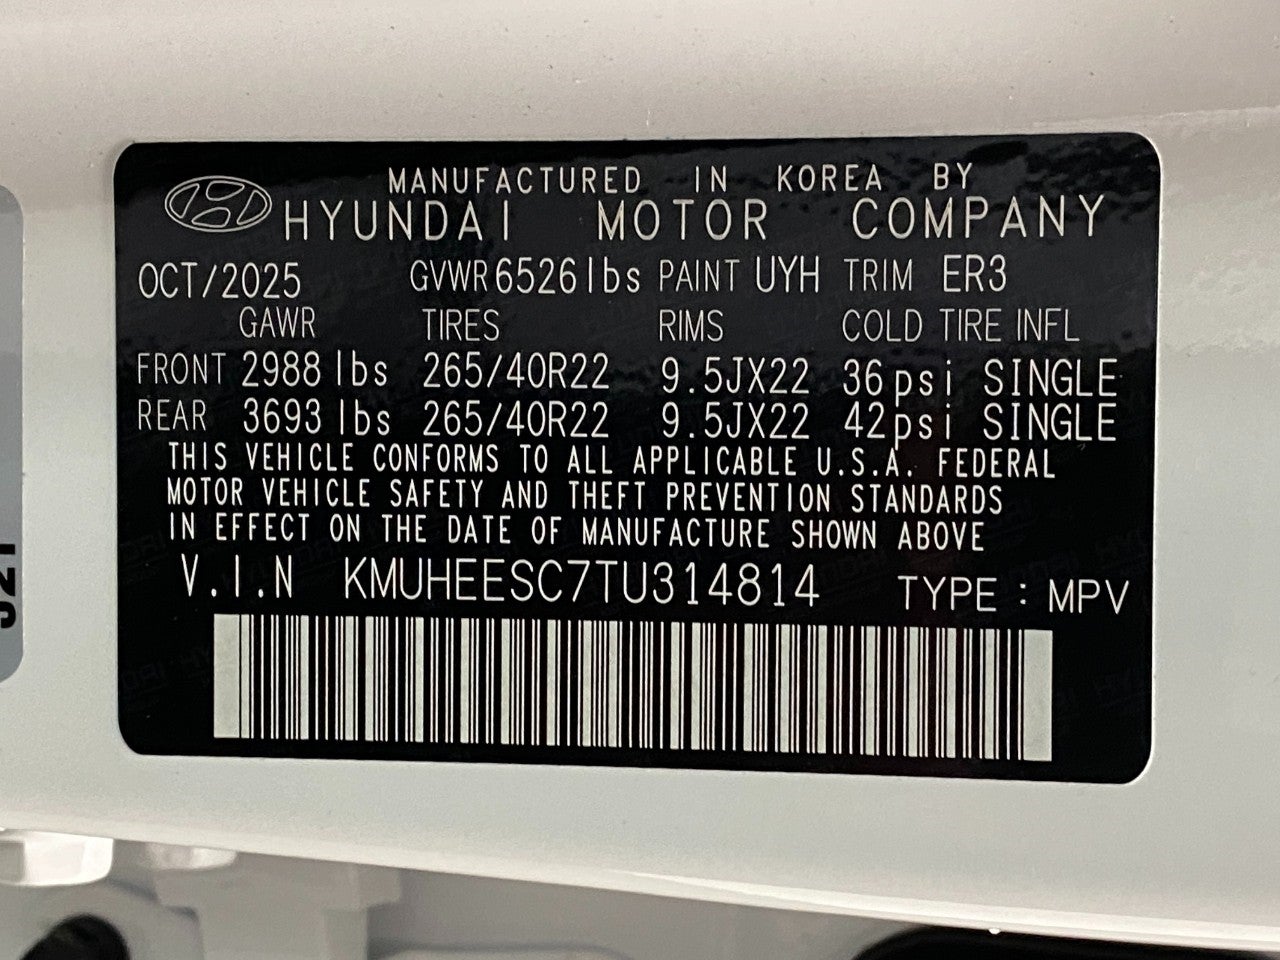 MANUFACTURED IN KOREA BY
HYUNDAI MOTOR COMPANY
OCT/2025 GVWR 6526 lbs PAINT UYH TRIM ER3
GAWR TIRES RIMS COLD TIRE INFL
FRONT 2988 lbs 265/40R22 9.5JX22 36psi SINGLE
REAR 3693 lbs 265/40R22 9.5JX22 42psi SINGLE
THIS VEHICLE CONFORMS TO ALL APPLICABLE U.S.A. FEDERAL
MOTOR VEHICLE SAFETY AND THEFT PREVENTION STANDARDS
IN EFFECT ON THE DATE OF MANUFACTURE SHOWN ABOVE
V.I.N KMUHEESC7TU314814 TYPE : MPV